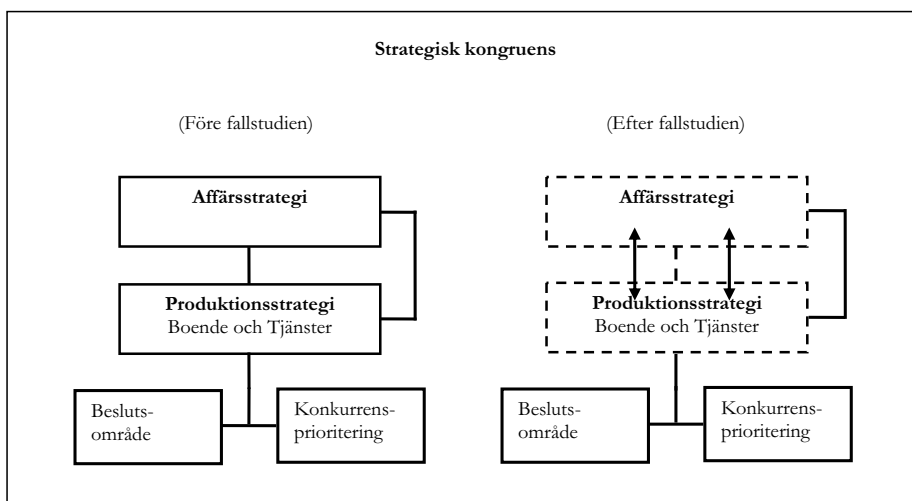 Strategisk kongruens
(Före fallstudien)
Affärsstrategi
Produktionsstrategi
Boende och Tjänster
Besluts-
område
Konkurrens-
prioritering
(Efter fallstudien)
Affärsstrategi
Produktionsstrategi
Boende och Tjänster
Besluts-
område
Konkurrens-
prioritering